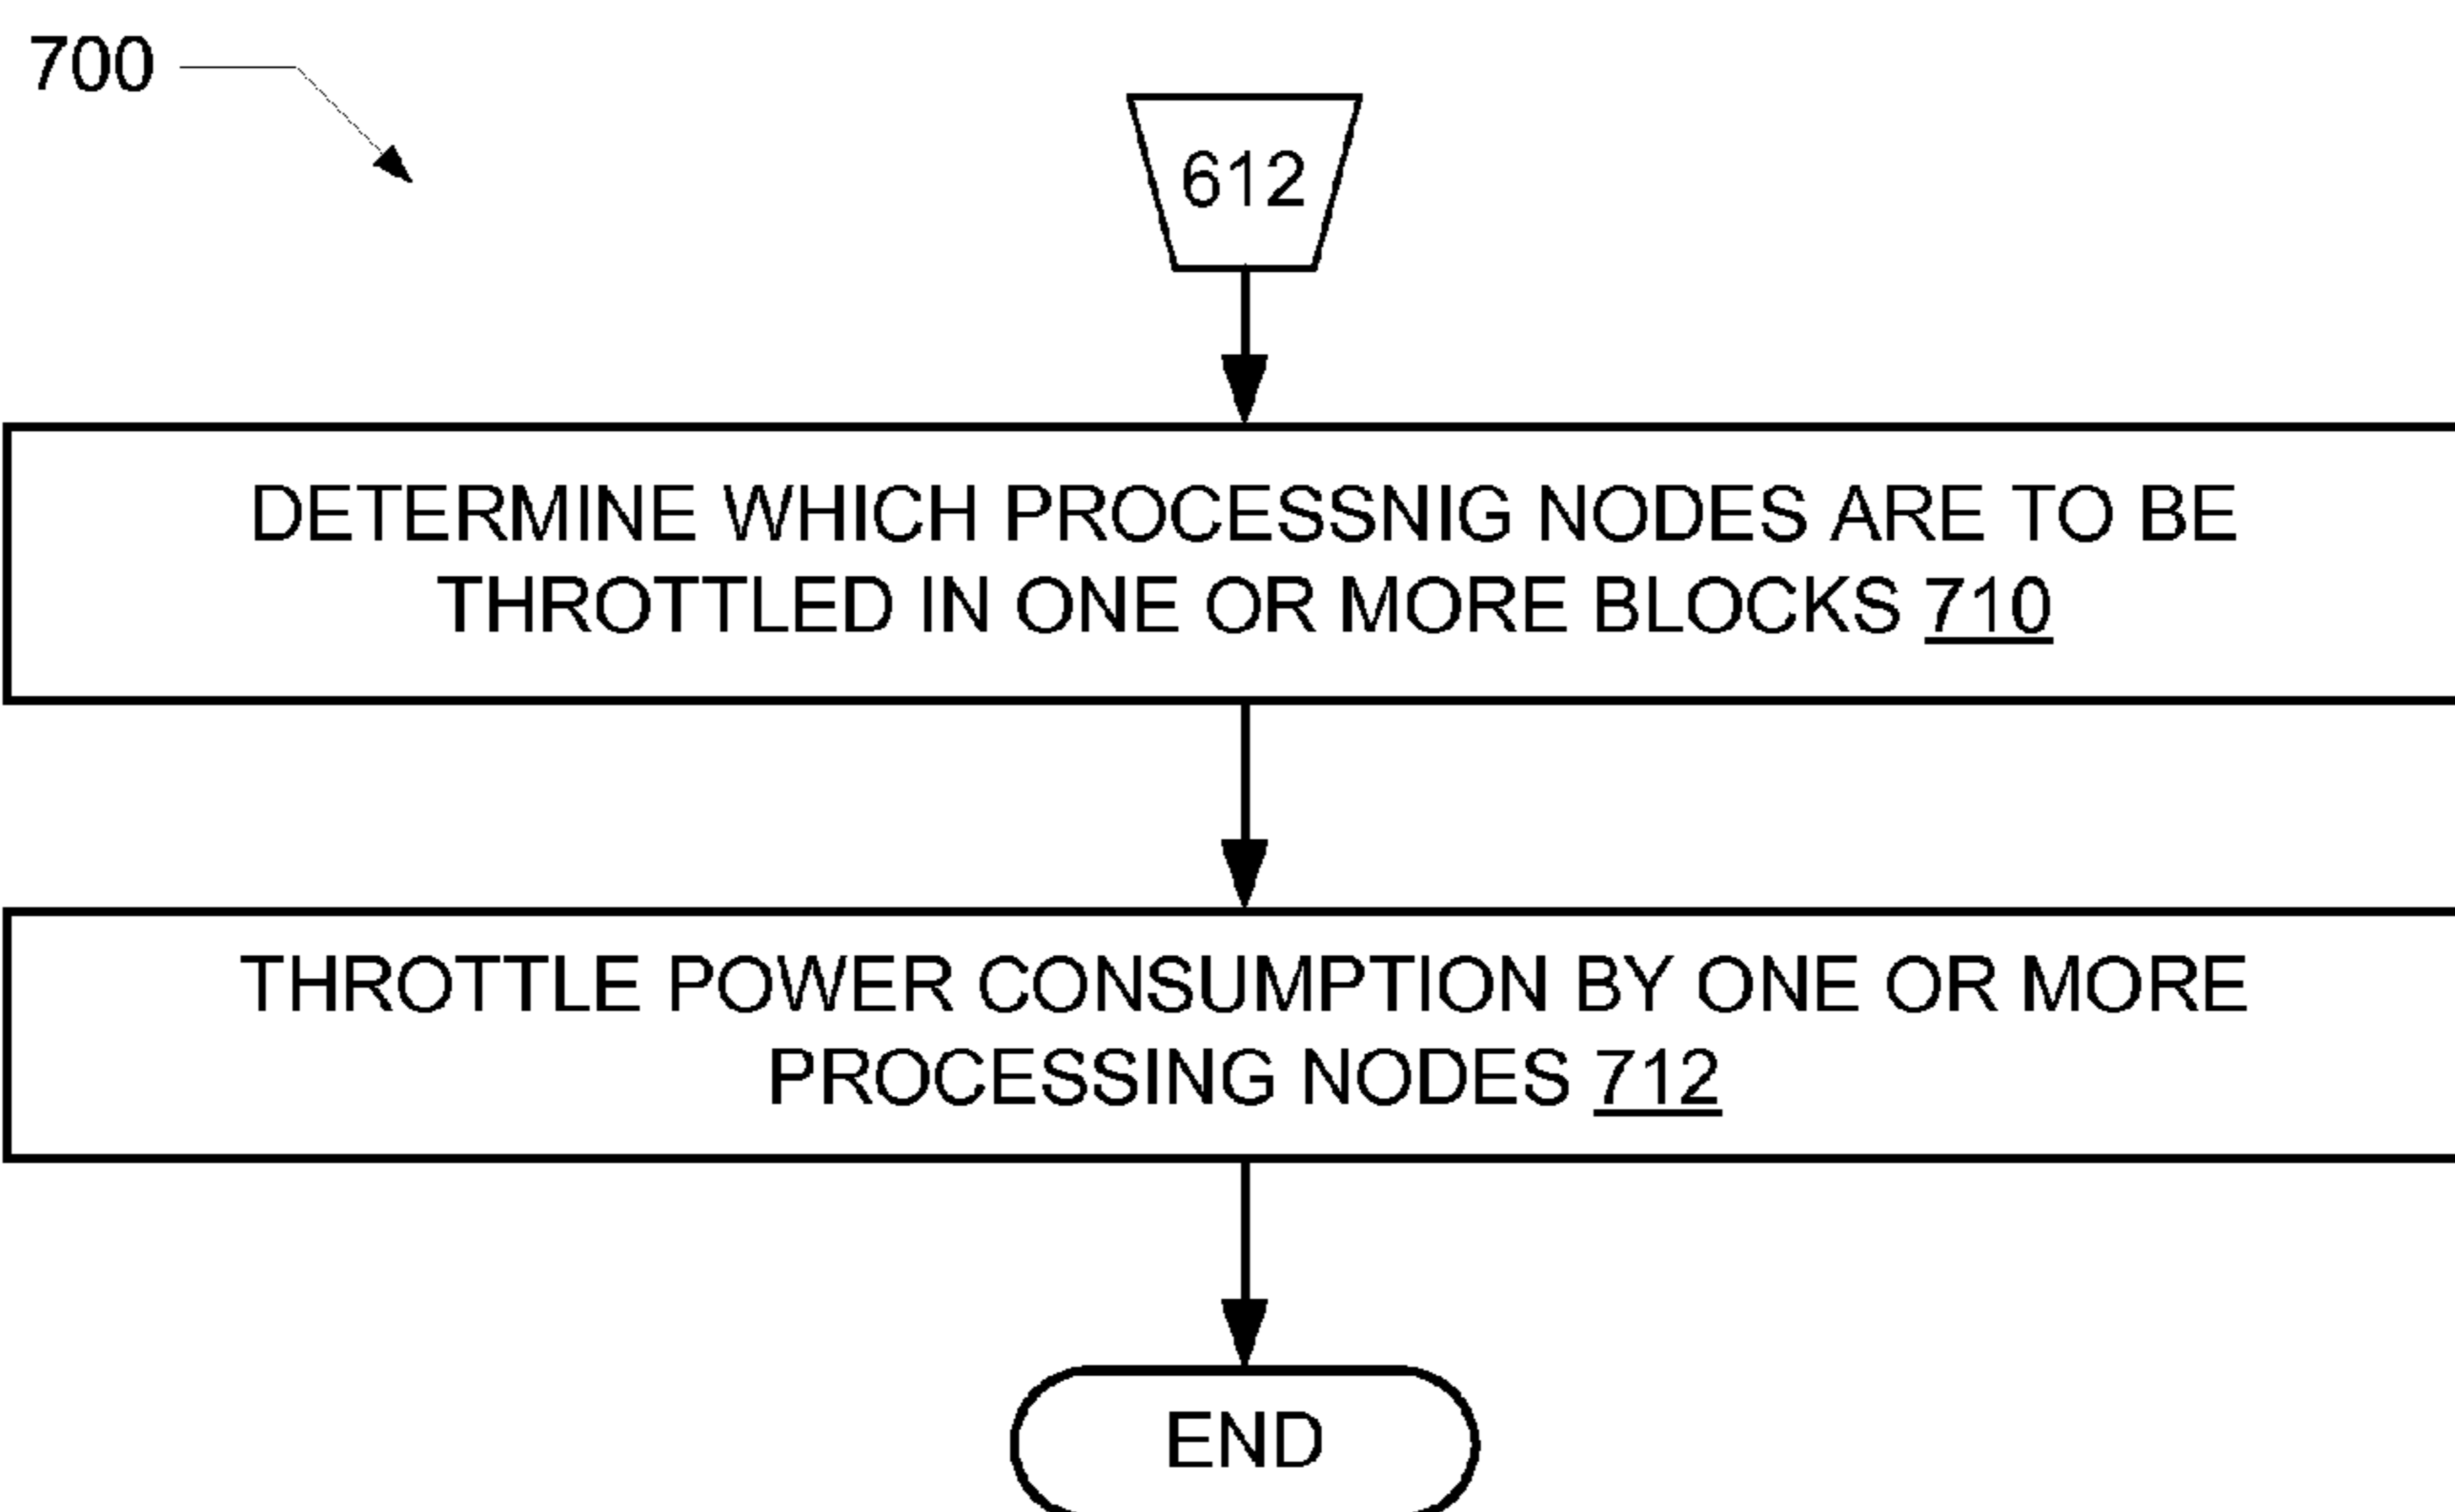 700
612
DETERMINE WHICH PROCESSNIG NODES ARE TO BE
THROTTLED IN ONE OR MORE BLOCKS 710
THROTTLE POWER CONSUMPTION BY ONE OR MORE
PROCESSING NODES 712
END